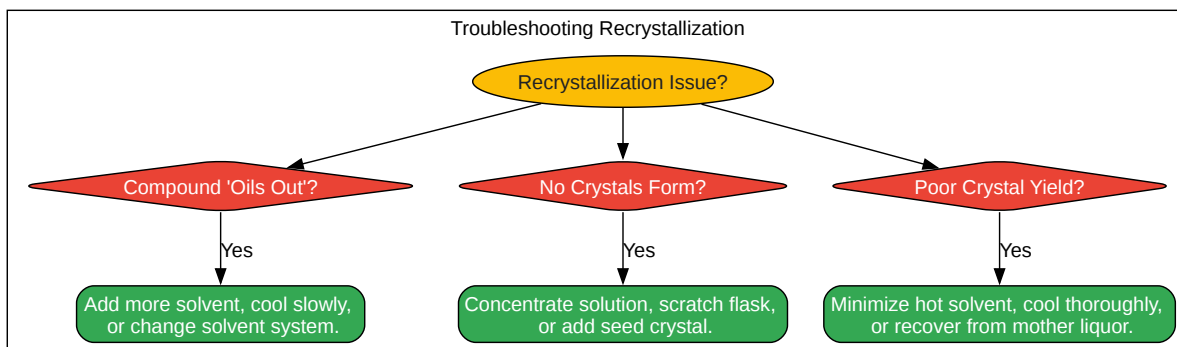 Troubleshooting Recrystallization
Recrystallization Issue?
Compound 'Oils Out'?
No Crystals Form?
Poor Crystal Yield?
Yes
Yes
Yes
Add more solvent, cool slowly,
or change solvent system.
Concentrate solution, scratch flask,
or add seed crystal.
Minimize hot solvent, cool thoroughly,
or recover from mother liquor.